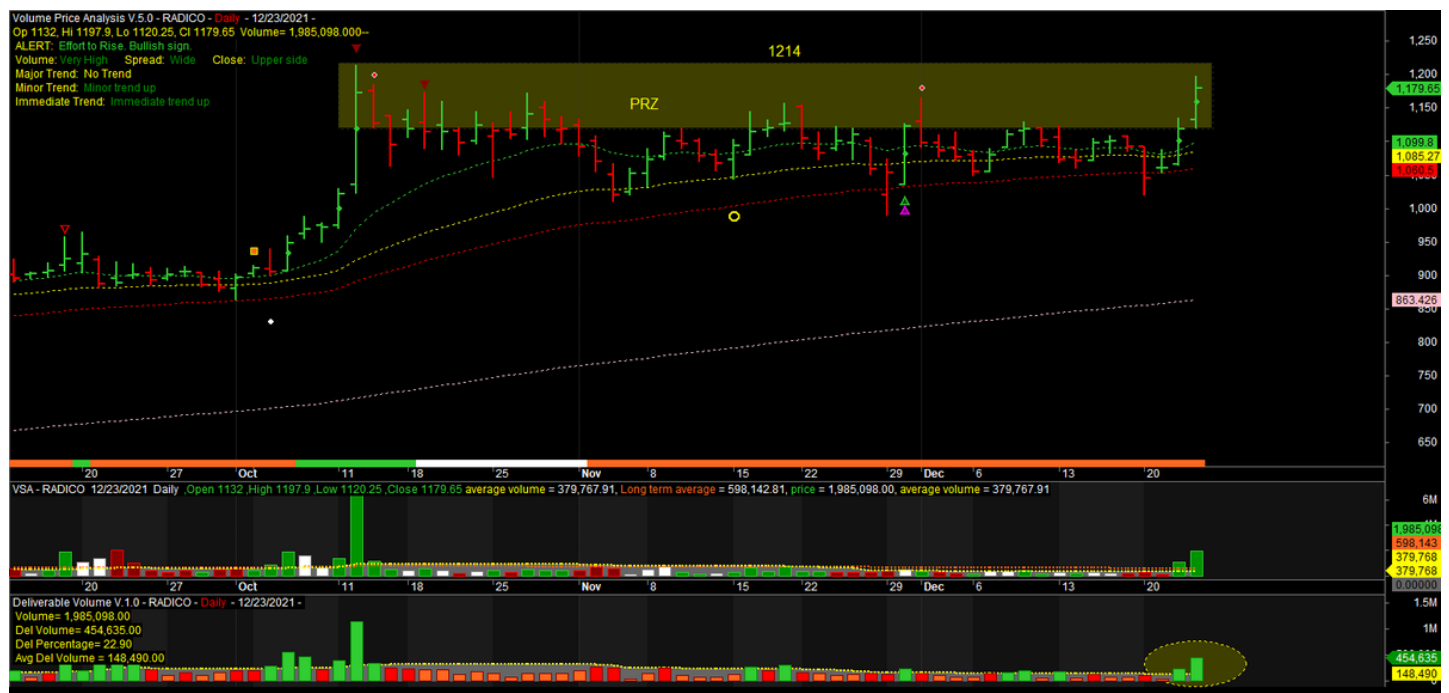 Volume Price Analysis V.5.0 - RADICO - Daily - 12/23/2021 -
Op 1132, Hi 1197.9, Lo 1120.25, Cl 1179.65 Volume= 1,985,098.000--
ALERT: Effort to Rise. Bullish sign.
Volume: Very High Spread: Wide Close: Upper side
Major Trend: No Trend
Minor Trend: Minor trend up
Immediate Trend: Immediate trend up
1214
PRZ
1,250
1,200
1,179.65
1,150
1,099.8
1,085.27
1,060.5
1,000
950
900
863.426
850
800
750
700
650
20 27 Oct 11 18 25 Nov 8 15 22 29 Dec 6 13 20
VSA - RADICO 12/23/2021 Daily ,Open 1132 ,High 1197.9 ,Low 1120.25 ,Close 1179.65 average volume = 379,767.91, Long term average = 598,142.81, price = 1,985,098.00, average volume = 379,767.91
6M
1,985,098
598,143
379,768
379,768
0.00000
20 27 Oct 11 18 25 Nov 8 15 22 29 Dec 6 13 20
Deliverable Volume V.1.0 - RADICO - Daily - 12/23/2021 -
Volume= 1,985,098.00
Del Volume= 454,635.00
Del Percentage= 22.90
Avg Del Volume = 148,490.00
1.5M
1M
454,635
148,490